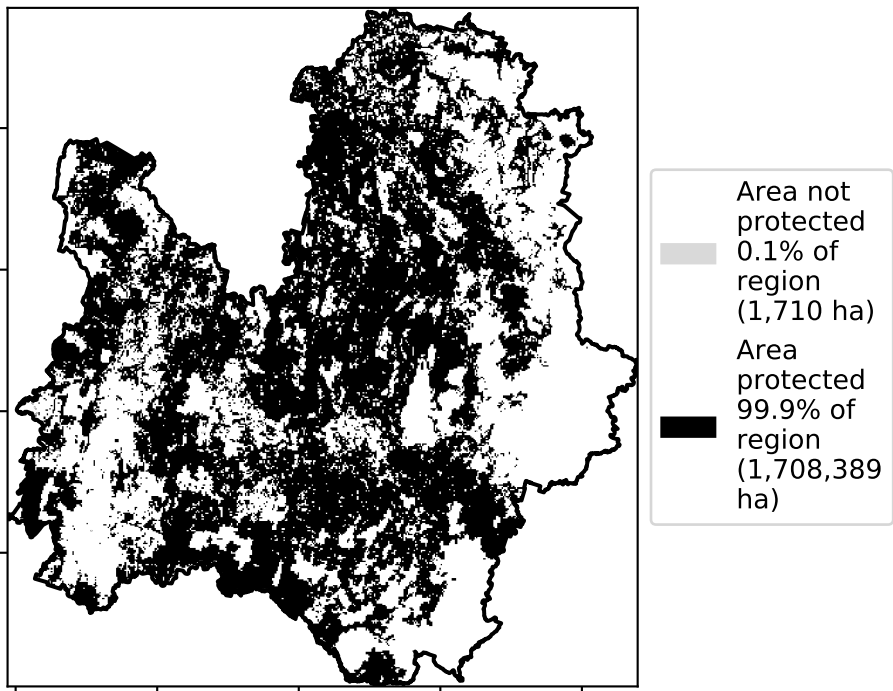 Area not
protected
0.1% of
region
(1,710 ha)
Area
protected
99.9% of
region
(1,708,389
ha)